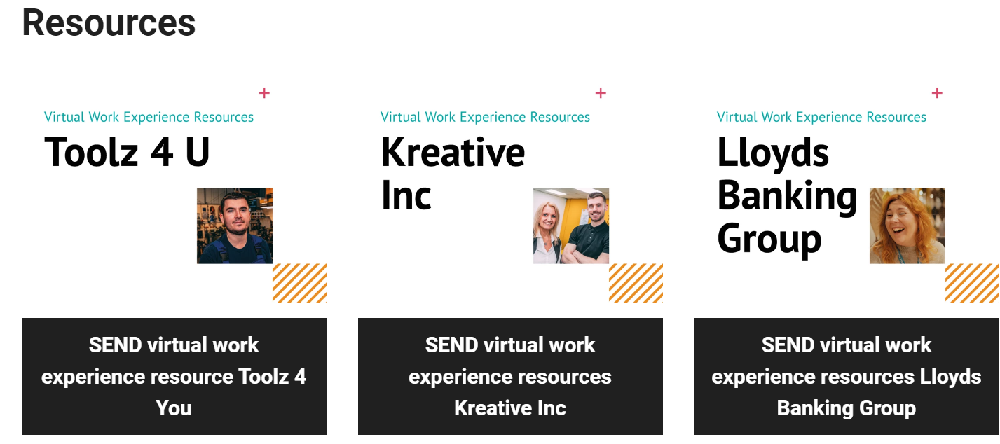 Resources
Virtual Work Experience Resources
Toolz 4 U
SEND virtual work
experience resource Toolz 4
You
Virtual Work Experience Resources
Kreative
Inc
SEND virtual work
experience resources
Kreative Inc
Virtual Work Experience Resources
Lloyds
Banking
Group
SEND virtual work
experience resources Lloyds
Banking Group